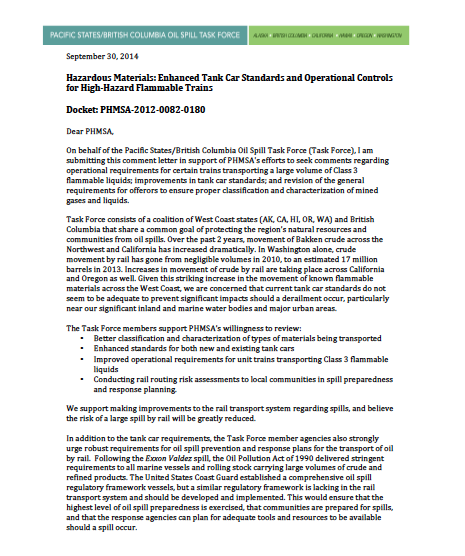 PACIFIC STATES/BRITISH COLUMBIA OIL SPILL TASK FORCE
ALASKA • BRITISH COLUMBIA • CALIFORNIA • HAWAII • OREGON • WASHINGTON
September 30, 2014
Hazardous Materials: Enhanced Tank Car Standards and Operational Controls
for High-Hazard Flammable Trains
Docket: PHMSA-2012-0082-0180
Dear PHMSA,
On behalf of the Pacific States/British Columbia Oil Spill Task Force (Task Force), I am
submitting this comment letter in support of PHMSA's efforts to seek comments regarding
operational requirements for certain trains transporting a large volume of Class 3
flammable liquids; improvements in tank car standards; and revision of the general
requirements for offerors to ensure proper classification and characterization of mined
gases and liquids.
Task Force consists of a coalition of West Coast states (AK, CA, HI, OR, WA) and British
Columbia that share a common goal of protecting the region's natural resources and
communities from oil spills. Over the past 2 years, movement of Bakken crude across the
Northwest and California has increased dramatically. In Washington alone, crude
movement by rail has gone from negligible volumes in 2010, to an estimated 17 million
barrels in 2013. Increases in movement of crude by rail are taking place across California
and Oregon as well. Given this striking increase in the movement of known flammable
materials across the West Coast, we are concerned that current tank car standards do not
seem to be adequate to prevent significant impacts should a derailment occur, particularly
near our significant inland and marine water bodies and major urban areas.
The Task Force members support PHMSA's willingness to review:
• Better classification and characterization of types of materials being transported
• Enhanced standards for both new and existing tank cars
• Improved operational requirements for unit trains transporting Class 3 flammable
liquids
• Conducting rail routing risk assessments to local communities in spill preparedness
and response planning.
We support making improvements to the rail transport system regarding spills, and believe
the risk of a large spill by rail will be greatly reduced.
In addition to the tank car requirements, the Task Force member agencies also strongly
urge robust requirements for oil spill prevention and response plans for the transport of oil
by rail. Following the Exxon Valdez spill, the Oil Pollution Act of 1990 delivered stringent
requirements to all marine vessels and rolling stock carrying large volumes of crude and
refined products. The United States Coast Guard established a comprehensive oil spill
regulatory framework vessels, but a similar regulatory framework is lacking in the rail
transport system and should be developed and implemented. This would ensure that the
highest level of oil spill preparedness is exercised, that communities are prepared for spills,
and that the response agencies can plan for adequate tools and resources to be available
should a spill occur.